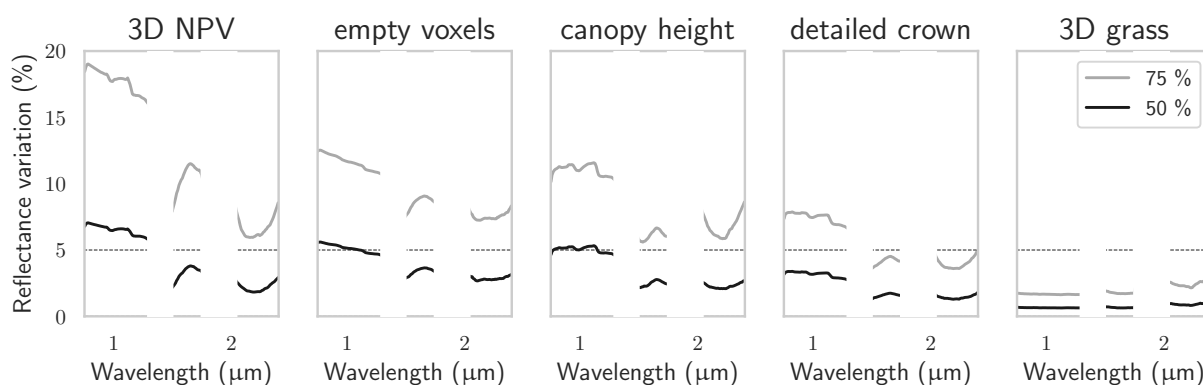 3D NPV empty voxels canopy height detailed crown 3D grass
20
15
10
5
0
Reflectance variation (%)
75 %
50 %
1 2 1 2 1 2 1 2 1 2
Wavelength (μm) Wavelength (μm) Wavelength (μm) Wavelength (μm) Wavelength (μm)